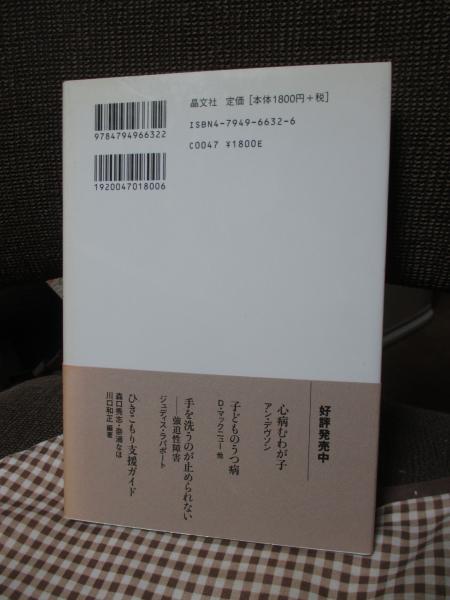 9784794966322
1920047018006
晶文社 定価[本体1800円+税]
ISBN4-7949-6632-6
C0047 ¥1800E
好評発売中
心病むわが子
アン・デヴソン
子どものうつ病
D・マックニュー 他
手を洗うのが止められない
――強迫性障害
ジュディス・ラパポート
ひきこもり支援ガイド
森口秀志・奈浦なほ
川口和正 編著